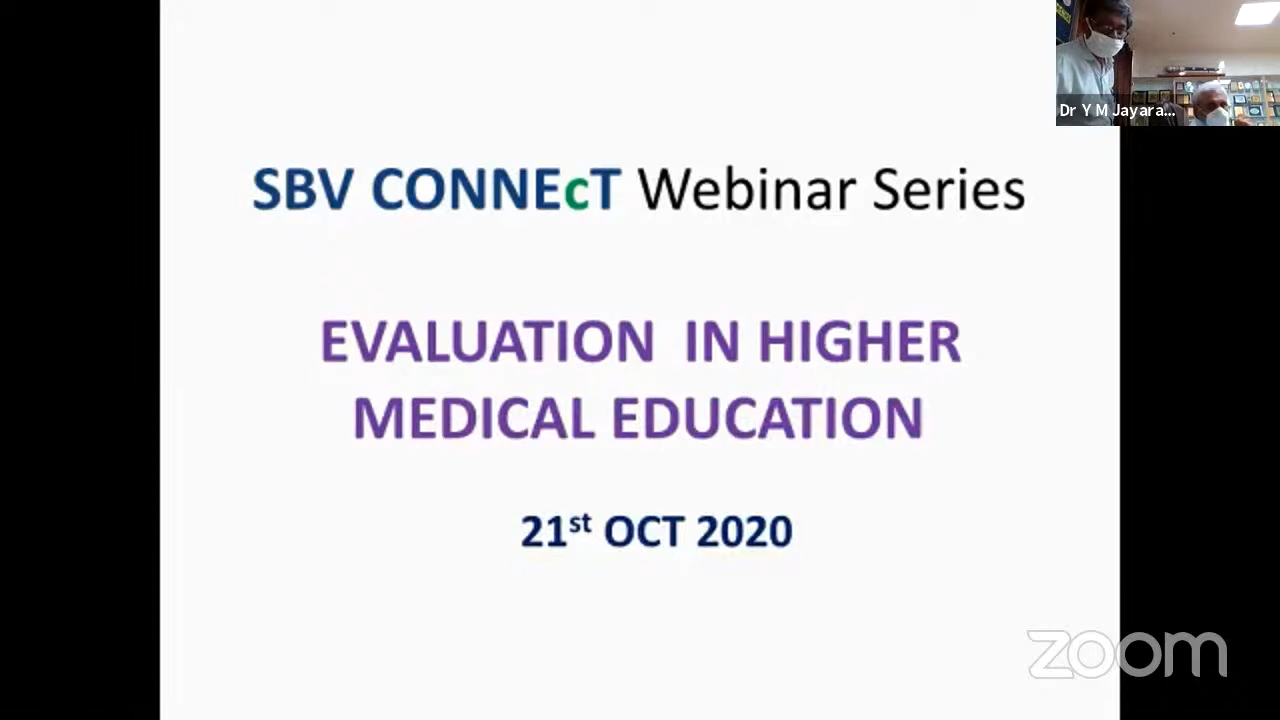 Dr Y M Jayara...
SBV CONNEcT Webinar Series
EVALUATION IN HIGHER
MEDICAL EDUCATION
21st OCT 2020
zoom